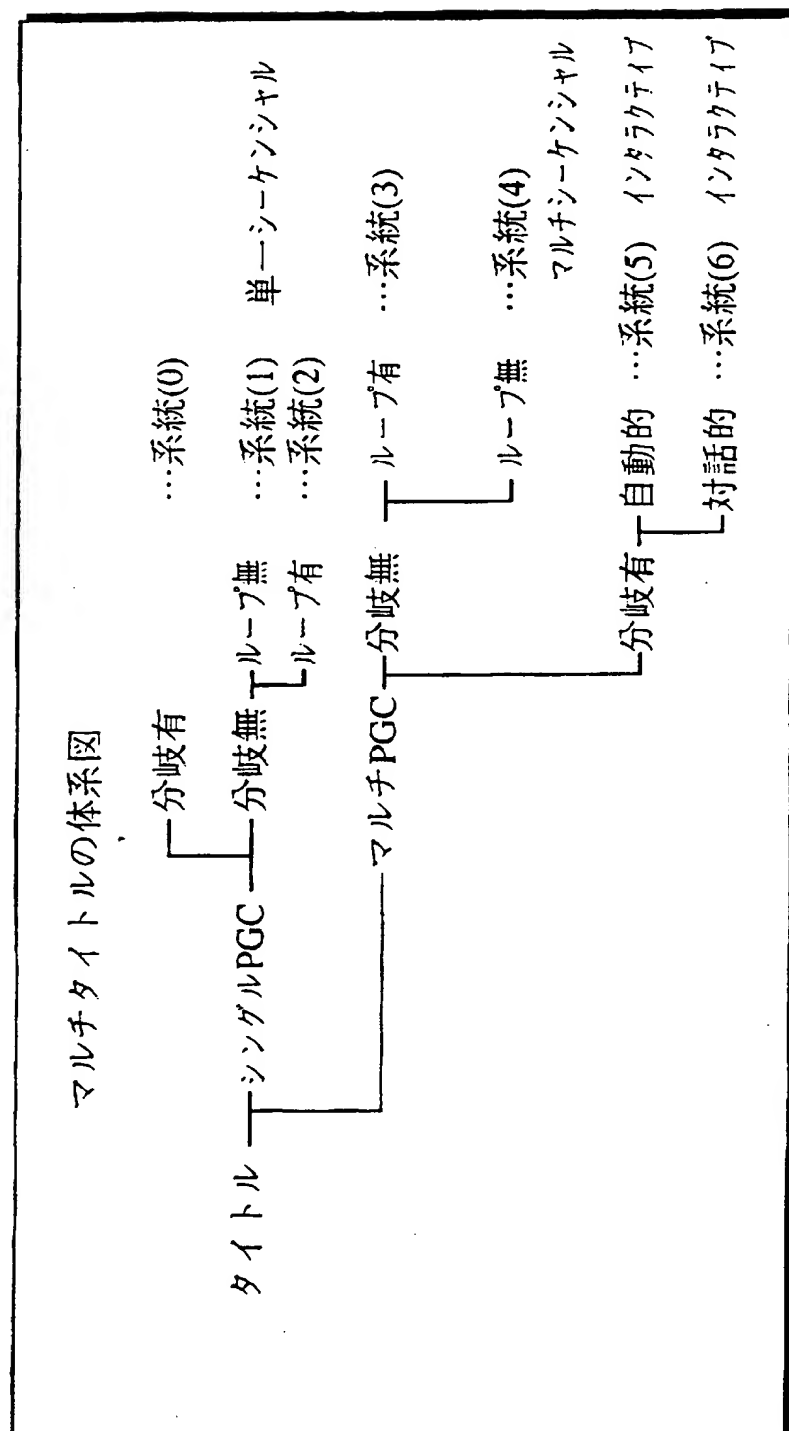 マルチタイトルの体系図
分岐有 …系統(0)
タイトル シングルPGC 分岐無 ループ無 …系統(1) 単一シーケンシャル
ループ有 …系統(2)
マルチPGC 分岐無 ループ有 …系統(3)
ループ無 …系統(4)
マルチシーケンシャル
分岐有 自動的 …系統(5) インタラクティブ
対話的 …系統(6) インタラクティブ